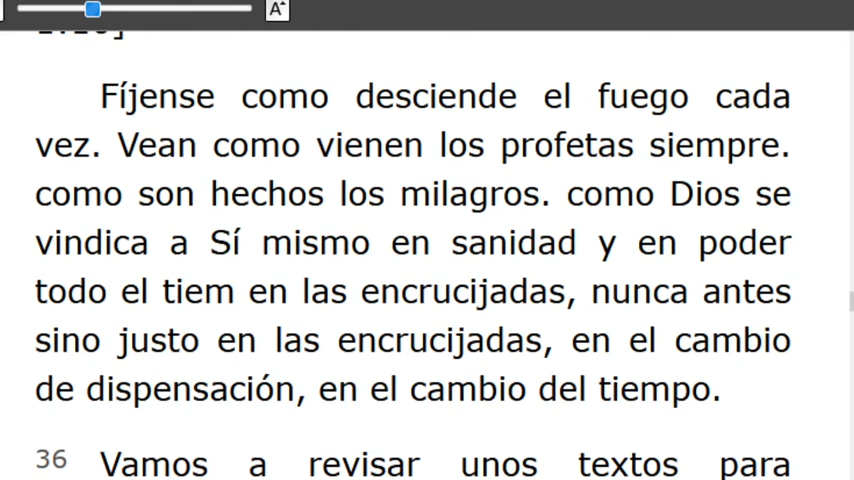 A
Fíjense como desciende el fuego cada
vez. Vean como vienen los profetas siempre.
como son hechos los milagros. como Dios se
vindica a Sí mismo en sanidad y en poder
todo el tiem en las encrucijadas, nunca antes
sino justo en las encrucijadas, en el cambio
de dispensación, en el cambio del tiempo.
36 Vamos a revisar unos textos para